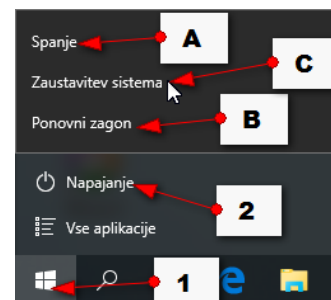 Spanje A
Zaustavitev sistema C
Ponovni zagon B
Napajanje 2
Vse aplikacije
1